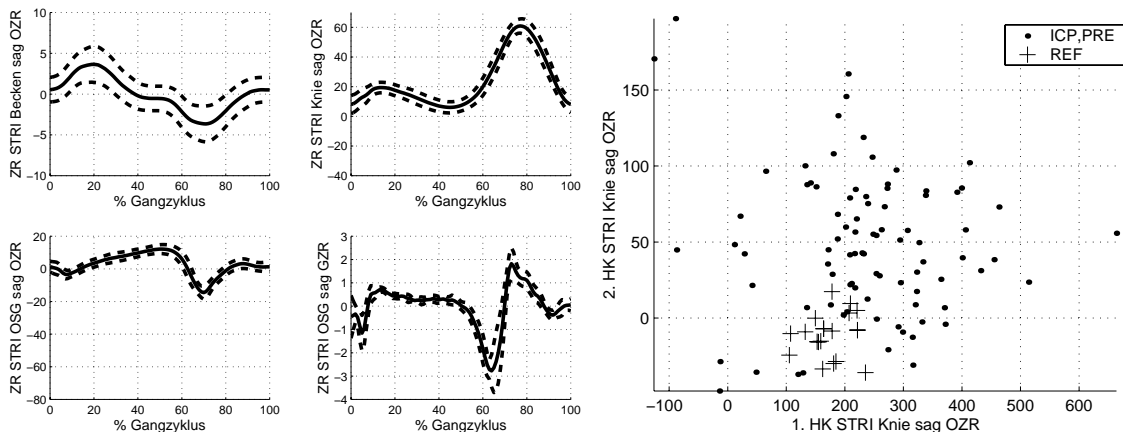 ZR STRI Becken sag OZR
10
5
0
−5
−10
0 20 40 60 80 100
% Gangzyklus
ZR STRI Knie sag OZR
60
40
20
0
−20
−40
0 20 40 60 80 100
% Gangzyklus
ZR STRI OSG sag OZR
20
0
−20
−40
−60
−80
0 20 40 60 80 100
% Gangzyklus
ZR STRI OSG sag GZR
3
2
1
0
−1
−2
−3
−4
0 20 40 60 80 100
% Gangzyklus
ICP,PRE
REF
2. HK STRI Knie sag OZR
150
100
50
0
−100 0 100 200 300 400 500 600
1. HK STRI Knie sag OZR